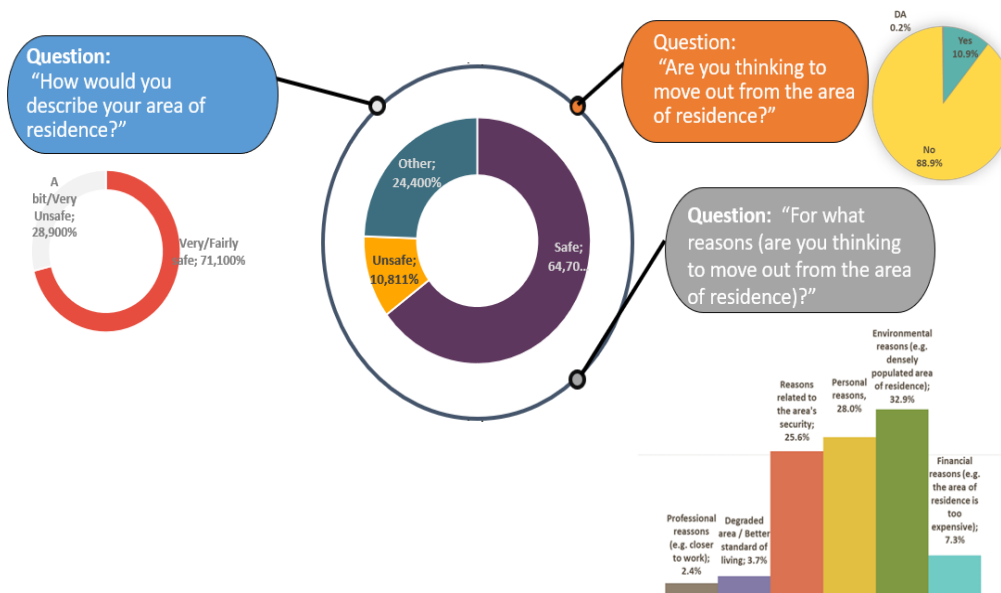 Question:
“How would you
describe your area of
residence?”
A
bit/Very
Unsafe;
28,900%
Very/Fairly
safe; 71,100%
Other;
24,400%
Unsafe;
10,811%
Safe;
64,70..
Question:
“Are you thinking to
move out from the area
of residence?”
DA
0.2%
Yes
10.9%
No
88.9%
Question: “For what
reasons (are you thinking
to move out from the area
of residence)?”
Professional
reasons
(e.g. closer
to work);
2.4%
Degraded
area / Better
standard of
living; 3.7%
Reasons
related to
the area's
security;
25.6%
Personal
reasons,
28.0%
Environmental
reasons (e.g.
densely
populated area
of residence);
32.9%
Financial
reasons (e.g.
the area of
residence is
too
expensive);
7.3%